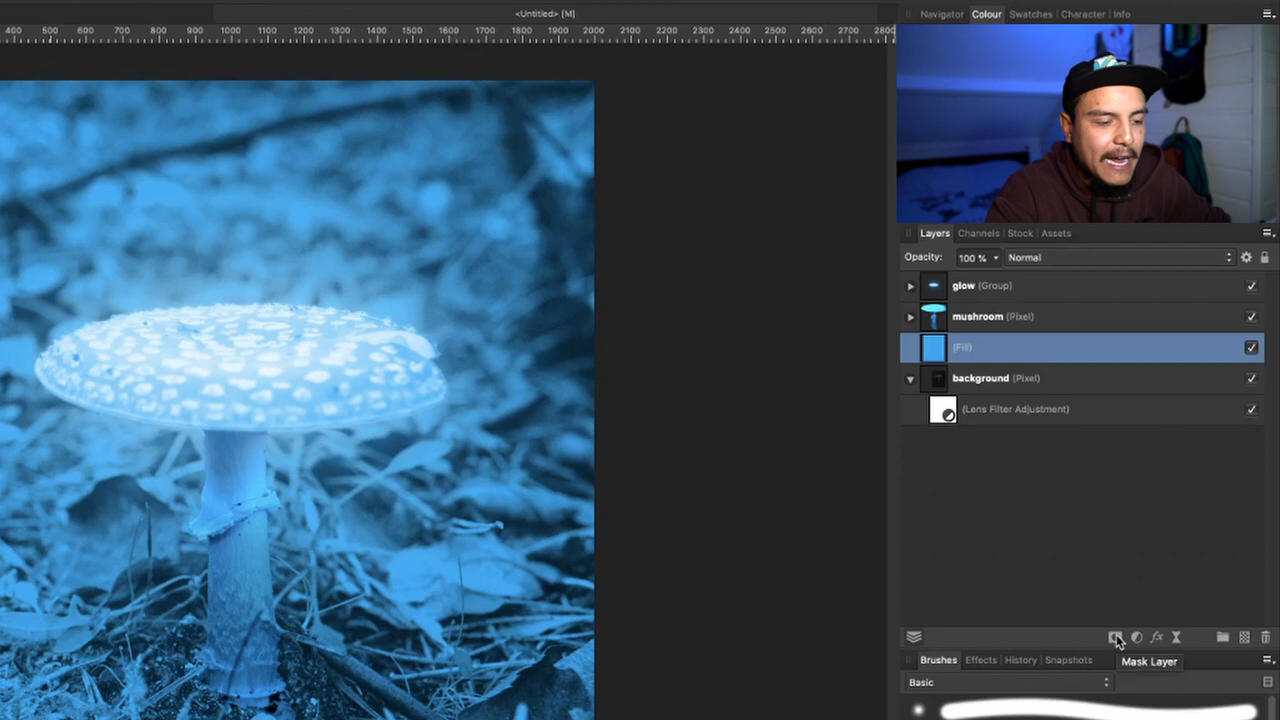 <Untitled> [M]
400 500 600 700 800 900 1000 1100 1200 1300 1400 1500 1600 1700 1800 1900 2000 2100 2200 2300 2400 2500 2600 2700 2800
Navigator Colour Swatches Character Info
Layers Channels Stock Assets
Opacity: 100 % Normal
glow (Group)
mushroom (Pixel)
(Fill)
background (Pixel)
(Lens Filter Adjustment)
fx
Brushes Effects History Snapshots
Mask Layer
Basic